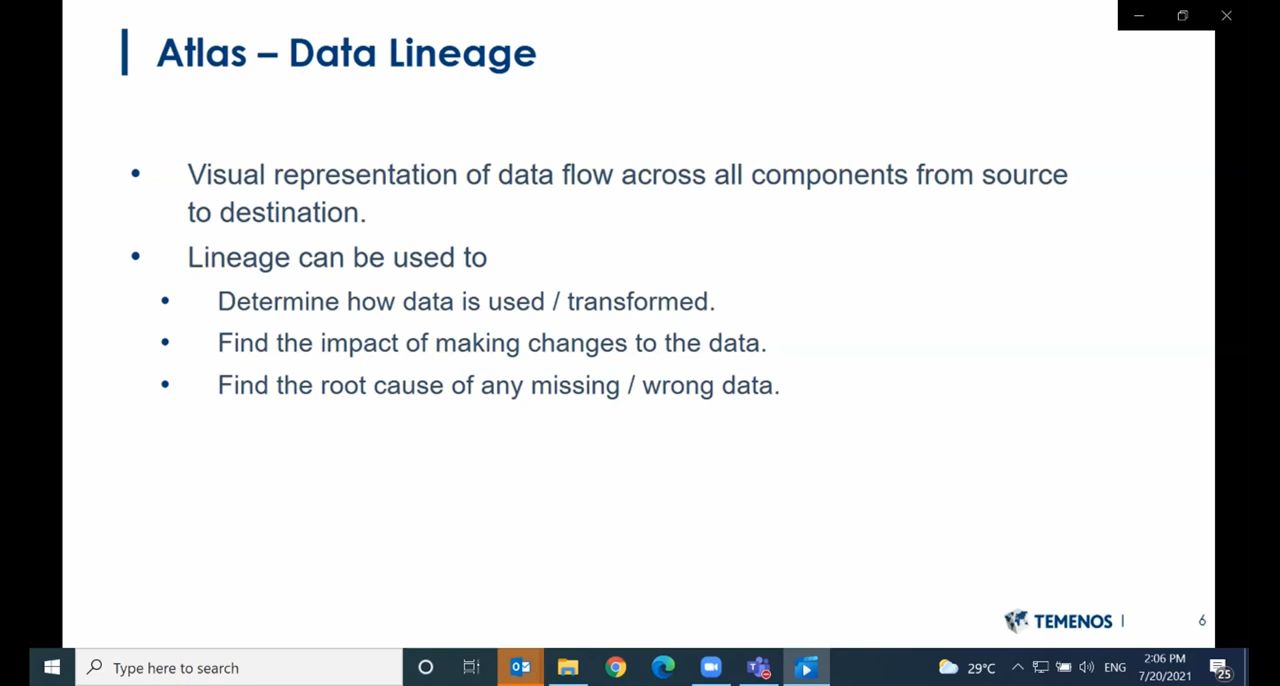 Atlas – Data Lineage
• Visual representation of data flow across all components from source
to destination.
• Lineage can be used to
• Determine how data is used / transformed.
• Find the impact of making changes to the data.
• Find the root cause of any missing / wrong data.
TEMENOS | 6
Type here to search
29°C
ENG
2:06 PM
7/20/2021
25